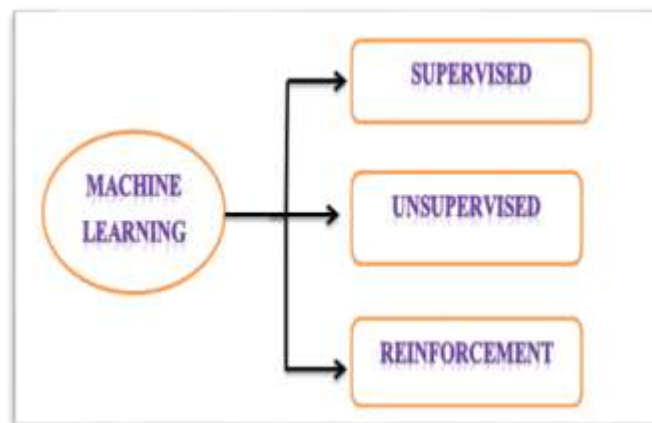 MACHINE
LEARNING
SUPERVISED
UNSUPERVISED
REINFORCEMENT